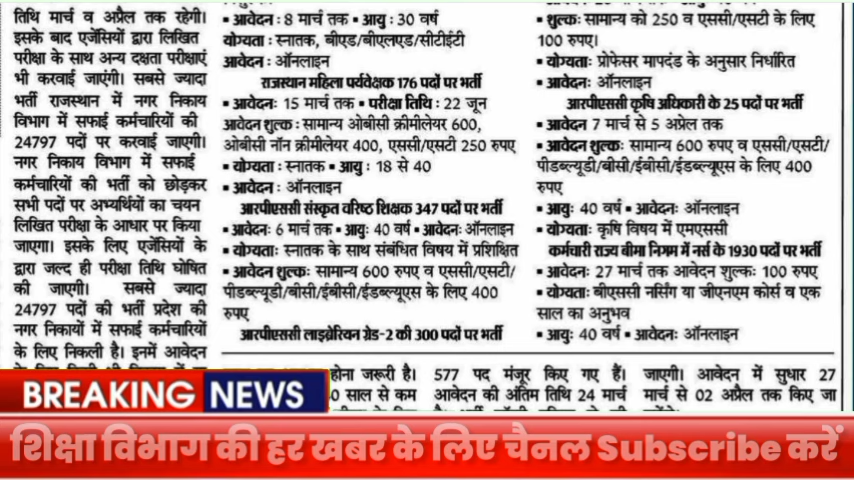 तिथि मार्च व अप्रैल तक रहेगी।
इसके बाद एजेंसियों द्वारा लिखित
परीक्षा के साथ अन्य दक्षता परीक्षाएं
भी करवाई जाएंगी। सबसे ज्यादा
भर्ती राजस्थान में नगर निकाय
विभाग में सफाई कर्मचारियों की
24797 पदों पर करवाई जाएगी।
नगर निकाय विभाग में सफाई
कर्मचारियों की भर्ती को छोड़कर
सभी पदों पर अभ्यर्थियों का चयन
लिखित परीक्षा के आधार पर किया
जाएगा। इसके लिए एजेंसियों के
द्वारा जल्द ही परीक्षा तिथि घोषित
की जाएगी। सबसे ज्यादा
24797 पदों की भर्ती प्रदेश की
नगर निकायों में सफाई कर्मचारियों
के लिए निकली है। इनमें आवेदन
▪ आवेदन : 8 मार्च तक ▪ आयु : 30 वर्ष
योग्यता : स्नातक, बीएड/बीएलएड/सीटीईटी
आवेदन : ऑनलाइन
राजस्थान महिला पर्यवेक्षक 176 पदों पर भर्ती
▪ आवेदन: 15 मार्च तक ▪ परीक्षा तिथि : 22 जून
आवेदन शुल्क : सामान्य ओबीसी क्रीमीलेयर 600,
ओबीसी नॉन क्रीमीलेयर 400, एससी/एसटी 250 रुपए
▪ योग्यता : स्नातक ▪ आयु : 18 से 40
▪ आवेदन : ऑनलाइन
आरपीएससी संस्कृत वरिष्ठ शिक्षक 347 पदों पर भर्ती
▪ आवेदन: 6 मार्च तक ▪ आयु: 40 वर्ष ▪ आवेदन: ऑनलाइन
▪ योग्यता: स्नातक के साथ संबंधित विषय में प्रशिक्षित
▪ आवेदन शुल्क: सामान्य 600 रुपए व एससी/एसटी/
पीडब्ल्यूडी/बीसी/ईबीसी/ईडब्ल्यूएस के लिए 400
रुपए
आरपीएससी लाइब्रेरियन ग्रेड-2 की 300 पदों पर भर्ती
▪ शुल्क: सामान्य को 250 व एससी/एसटी के लिए
100 रुपए।
▪ योग्यता: प्रोफेसर मापदंड के अनुसार निर्धारित
▪ आवेदन: ऑनलाइन
आरपीएससी कृषि अधिकारी के 25 पदों पर भर्ती
▪ आवेदन 7 मार्च से 5 अप्रेल तक
▪ आवेदन शुल्क: सामान्य 600 रुपए व एससी/एसटी/
पीडब्ल्यूडी/बीसी/ईबीसी/ईडब्ल्यूएस के लिए 400
रुपए
▪ आयु: 40 वर्ष ▪ आवेदन: ऑनलाइन
▪ योग्यता: कृषि विषय में एमएससी
कर्मचारी राज्य बीमा निगम में नर्स के 1930 पदों पर भर्ती
▪ आवेदन: 27 मार्च तक आवेदन शुल्क: 100 रुपए
▪ योग्यता: बीएससी नर्सिंग या जीएनएम कोर्स व एक
साल का अनुभव
▪ आयु: 40 वर्ष ▪ आवेदन: ऑनलाइन
होना जरूरी है।
साल से कम
577 पद मंजूर किए गए हैं।
आवेदन की अंतिम तिथि 24 मार्च
जाएगी। आवेदन में सुधार 27
मार्च से 02 अप्रैल तक किए जा
BREAKING NEWS
शिक्षा विभाग की हर खबर के लिए चैनल Subscribe करें